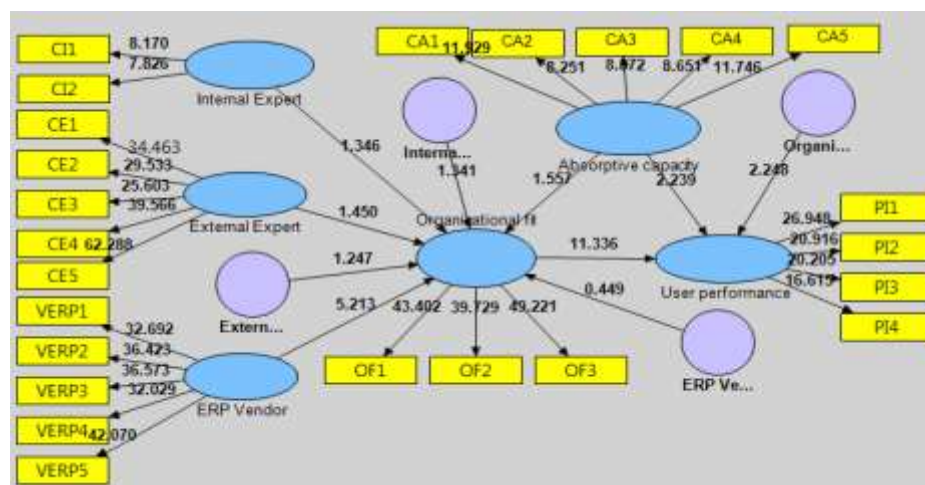 CI1
8.170
7.826
CI2
Internal Expert
CE1
34.463
CE2
29.533
25.603
CE3
39.566
CE4
62.288
CE5
External Expert
VERP1
32.692
VERP2
36.423
36.573
VERP3
32.029
VERP4
42.070
VERP5
ERP Vendor
1.346
1.450
1.247
5.213
Extern...
Interna...
1.341
CA1
CA2
CA3
CA4
CA5
11.929
8.251
8.872
8.651
11.746
Absorptive capacity
1.557
2.239
Organi...
2.248
Organizational fit
11.336
43.402
39.729
49.221
OF1
OF2
OF3
0.449
ERP Ve...
User performance
26.948
20.916
20.205
16.615
PI1
PI2
PI3
PI4